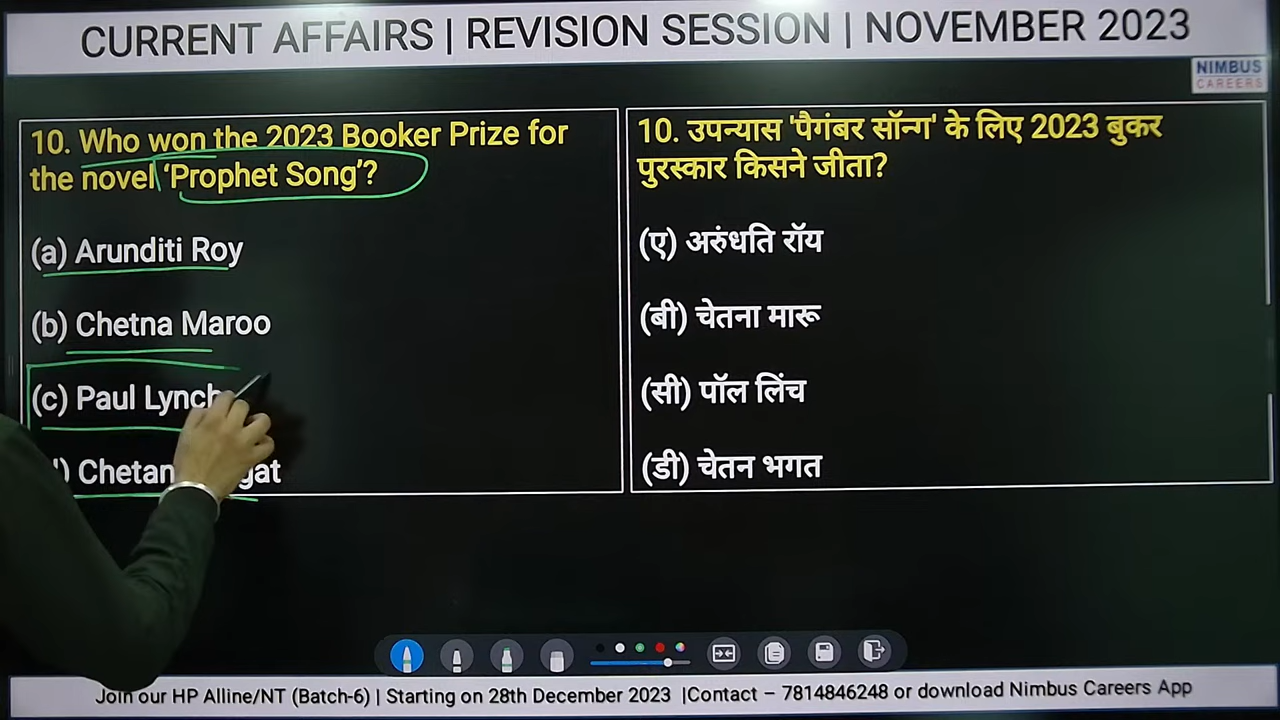 CURRENT AFFAIRS | REVISION SESSION | NOVEMBER 2023
NIMBUS
CAREERS
10. Who won the 2023 Booker Prize for
the novel ‘Prophet Song’?
(a) Arunditi Roy
(b) Chetna Maroo
(c) Paul Lynch
Chetan
10. उपन्यास 'पैगंबर सॉन्ग' के लिए 2023 बुकर
पुरस्कार किसने जीता?
(ए) अरुंधति रॉय
(बी) चेतना मारू
(सी) पॉल लिंच
(डी) चेतन भगत
Join our HP Alline/NT (Batch-6) | Starting on 28th December 2023 |Contact – 7814846248 or download Nimbus Careers App